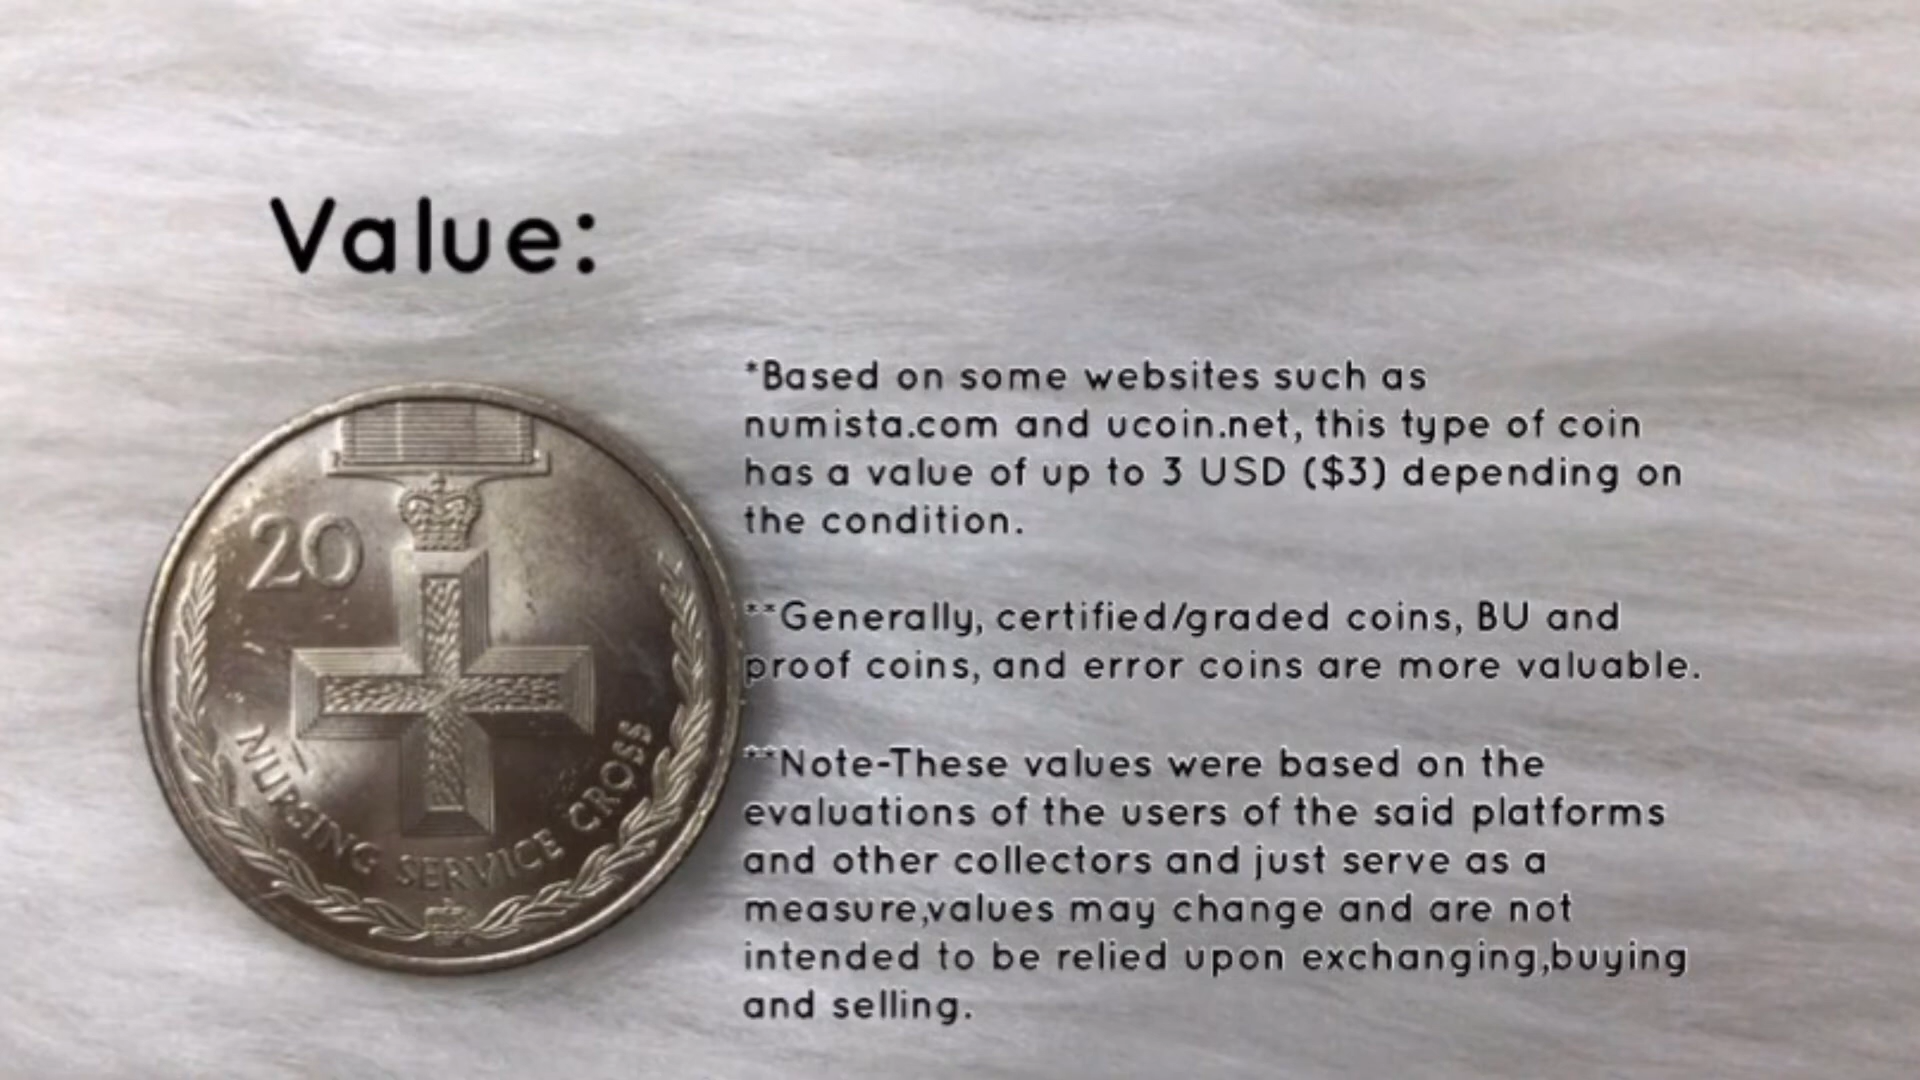 Value:
*Based on some websites such as
numista.com and ucoin.net, this type of coin
has a value of up to 3 USD ($3) depending on
the condition.
**Generally, certified/graded coins, BU and
proof coins, and error coins are more valuable.
**Note-These values were based on the
evaluations of the users of the said platforms
and other collectors and just serve as a
measure,values may change and are not
intended to be relied upon exchanging,buying
and selling.
20
NURSING SERVICE CROSS